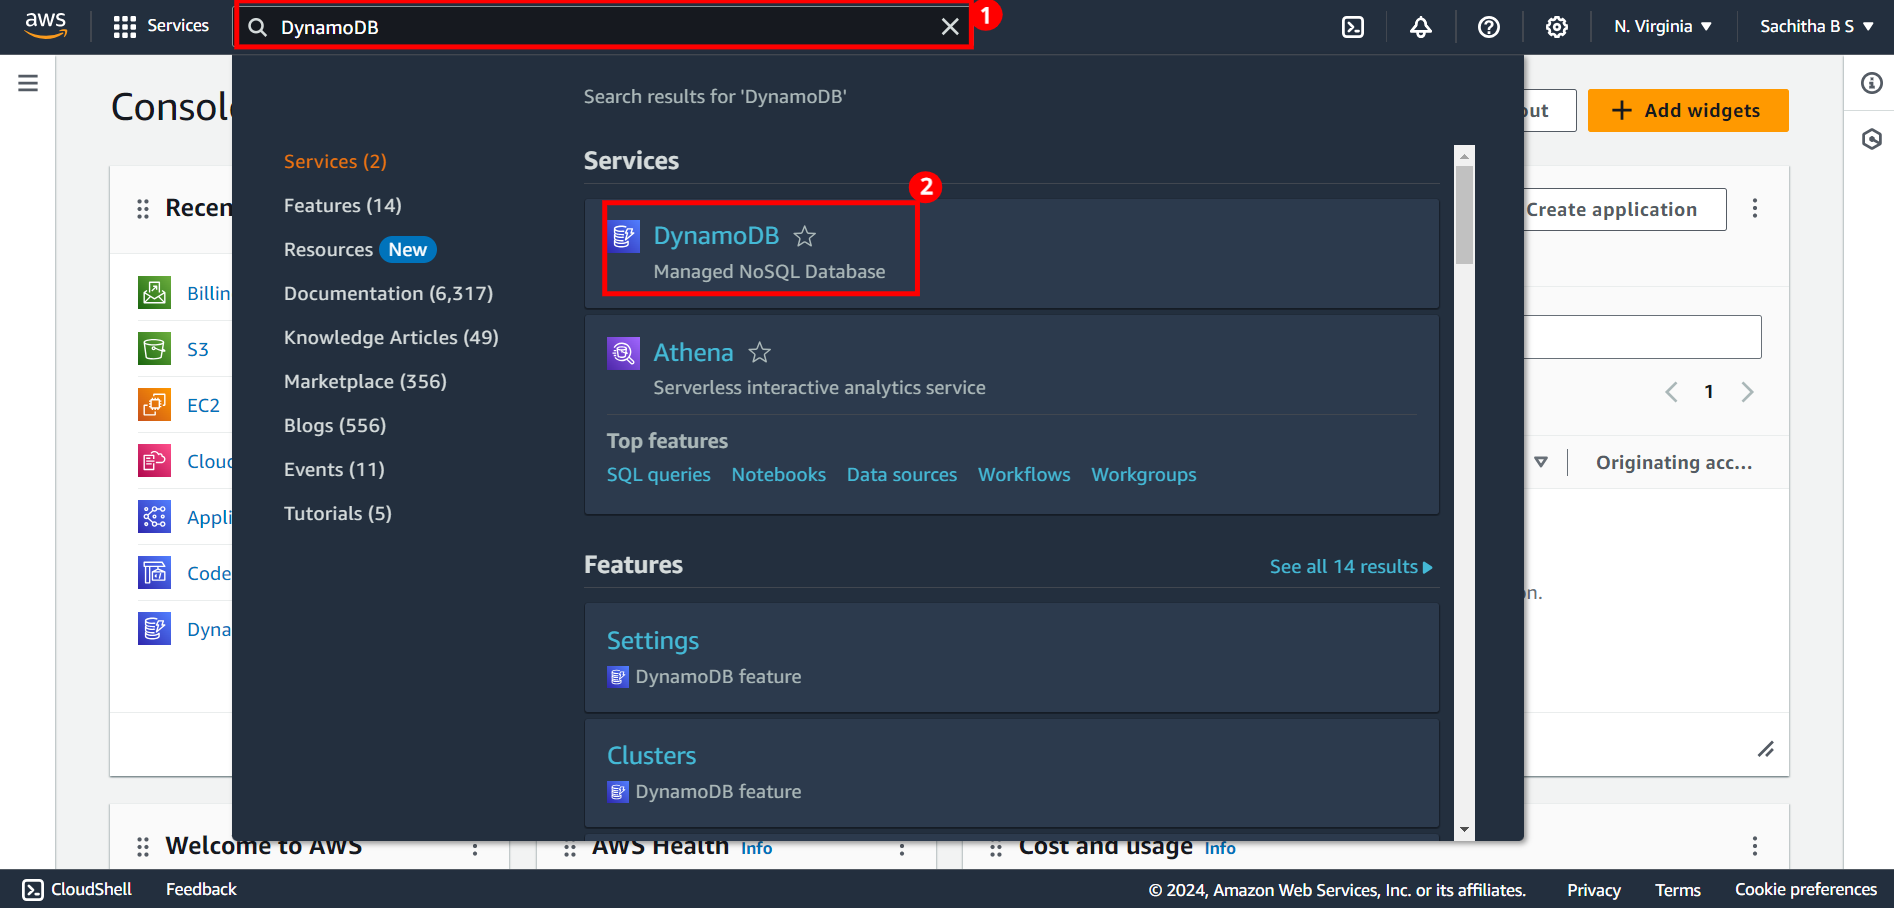 aws
Services
DynamoDB
1
N. Virginia
Sachitha B S
Search results for 'DynamoDB'
Add widgets
Services (2)
Features (14)
Resources New
Documentation (6,317)
Knowledge Articles (49)
Marketplace (356)
Blogs (556)
Events (11)
Tutorials (5)
Services
2
DynamoDB
Managed NoSQL Database
Athena
Serverless interactive analytics service
Top features
SQL queries Notebooks Data sources Workflows Workgroups
Features
See all 14 results
Settings
DynamoDB feature
Clusters
DynamoDB feature
Consol
out
Recen
Create application
Billin
S3
EC2
Cloud
Appli
Code
Dyna
1
Originating acc...
on.
Welcome to AWS
AWS Health Info
Cost and usage Info
CloudShell
Feedback
© 2024, Amazon Web Services, Inc. or its affiliates.
Privacy
Terms
Cookie preferences